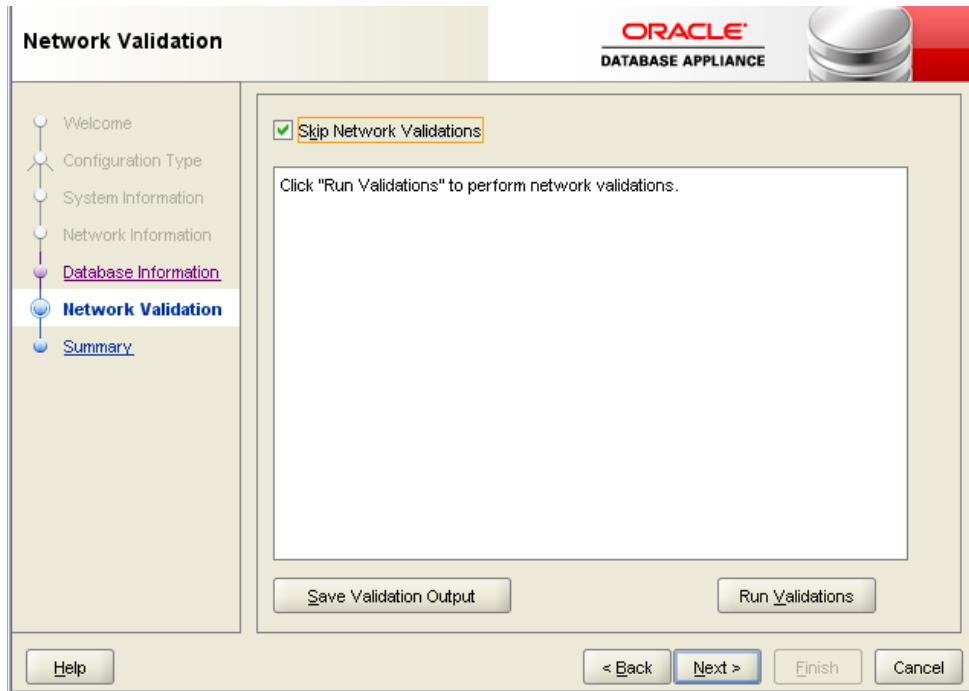 Network Validation
ORACLE
DATABASE APPLIANCE
Welcome
Configuration Type
System Information
Network Information
Database Information
Network Validation
Summary
Skip Network Validations
Click "Run Validations" to perform network validations.
Save Validation Output
Run Validations
Help
< Back
Next >
Finish
Cancel